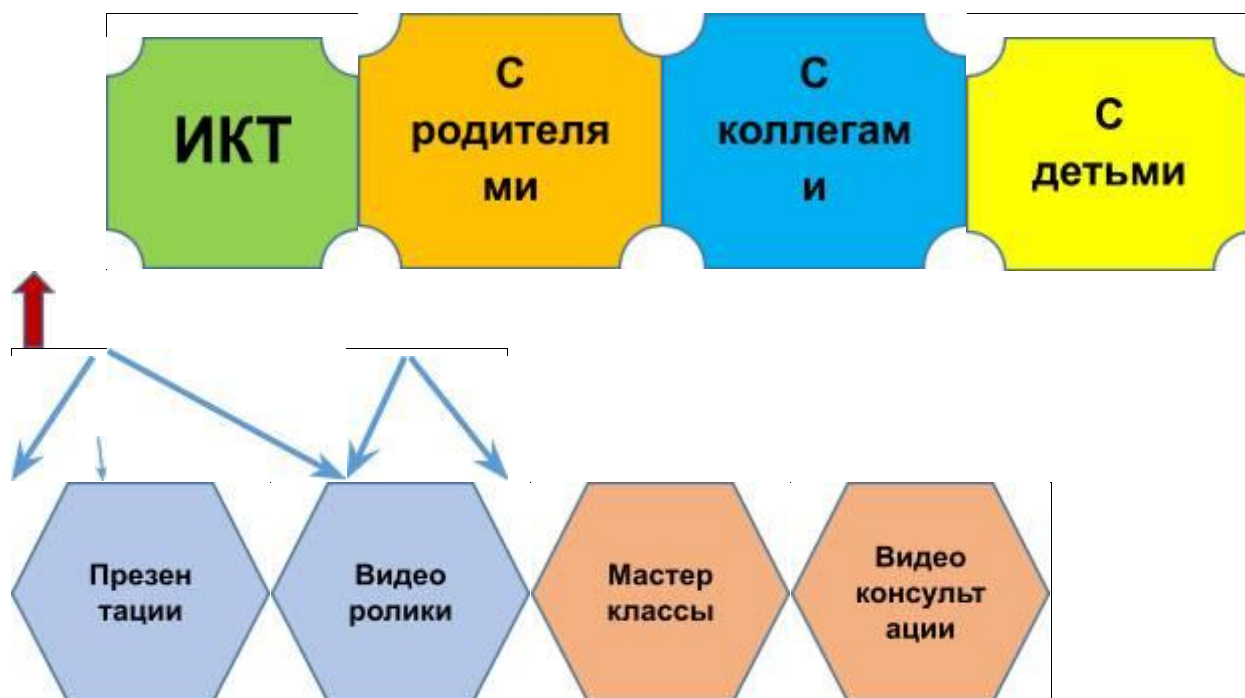 ИКТ
С
родителя
ми
С
коллегам
и
С
детьми
Презен
тации
Видео
ролики
Мастер
классы
Видео
консульт
ации